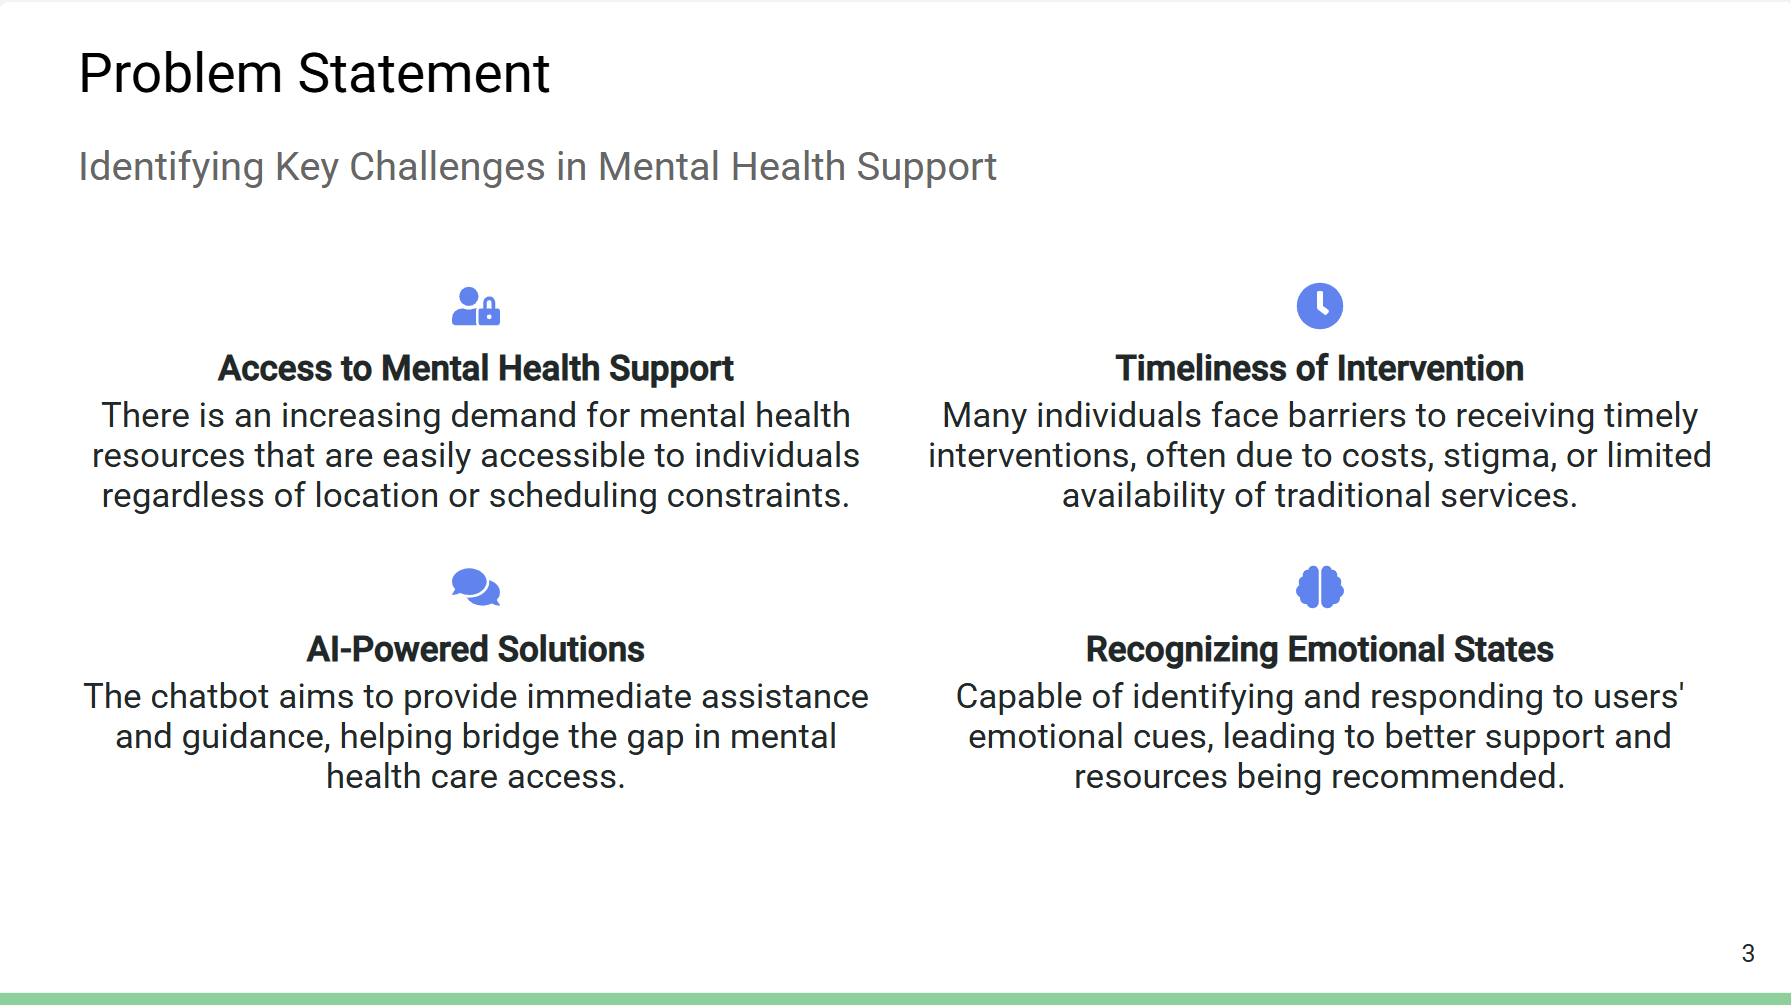 Problem Statement
Identifying Key Challenges in Mental Health Support
Access to Mental Health Support
There is an increasing demand for mental health
resources that are easily accessible to individuals
regardless of location or scheduling constraints.
Timeliness of Intervention
Many individuals face barriers to receiving timely
interventions, often due to costs, stigma, or limited
availability of traditional services.
AI-Powered Solutions
The chatbot aims to provide immediate assistance
and guidance, helping bridge the gap in mental
health care access.
Recognizing Emotional States
Capable of identifying and responding to users'
emotional cues, leading to better support and
resources being recommended.
3